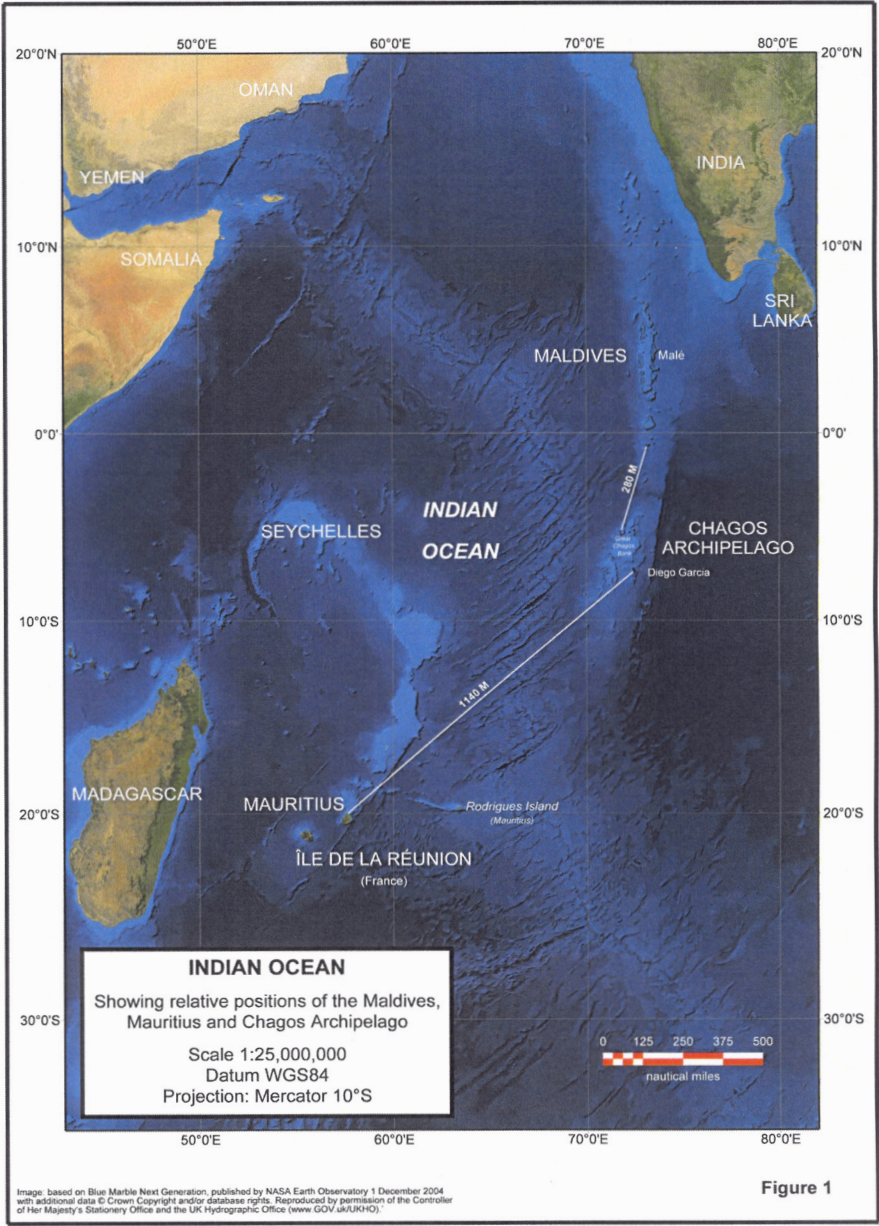 50°0'E 60°0'E 70°0'E 80°0'E
20°0'N 20°0'N
OMAN
INDIA
YEMEN
10°0'N 10°0'N
SOMALIA
SRI
LANKA
MALDIVES Malé
0°0' 0°0'
280 M
INDIAN
OCEAN
SEYCHELLES
CHAGOS
ARCHIPELAGO
Great
Chagos
Bank
Diego Garcia
10°0'S 10°0'S
1140 M
MADAGASCAR
MAURITIUS
Rodrigues Island
(Mauritius)
20°0'S 20°0'S
ÎLE DE LA RÉUNION
(France)
INDIAN OCEAN
Showing relative positions of the Maldives,
Mauritius and Chagos Archipelago
Scale 1:25,000,000
Datum WGS84
Projection: Mercator 10°S
30°0'S 30°0'S
0 125 250 375 500
nautical miles
50°0'E 60°0'E 70°0'E 80°0'E
Figure 1
Image: based on Blue Marble Next Generation, published by NASA Earth Observatory 1 December 2004
with additional data © Crown Copyright and/or database rights. Reproduced by permission of the Controller
of Her Majesty's Stationery Office and the UK Hydrographic Office (www.GOV.uk/UKHO).'